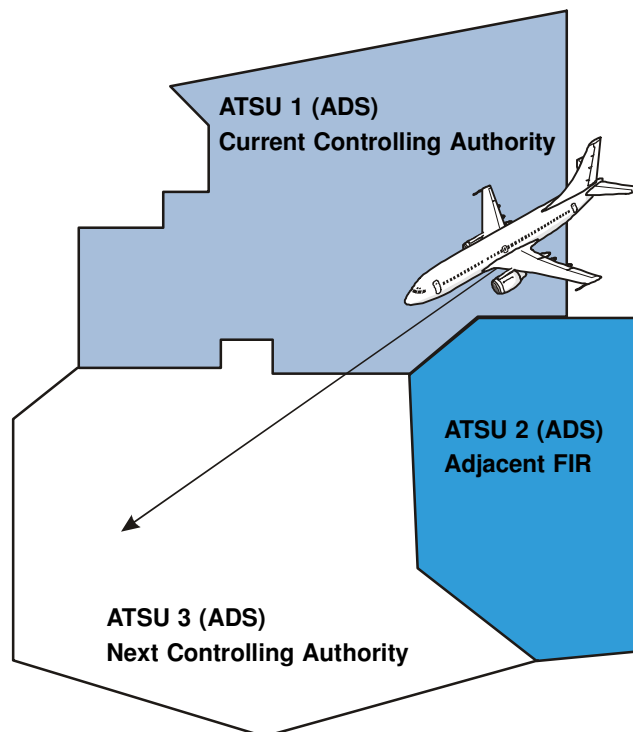 ATSU 1 (ADS)
Current Controlling Authority
ATSU 2 (ADS)
Adjacent FIR
ATSU 3 (ADS)
Next Controlling Authority